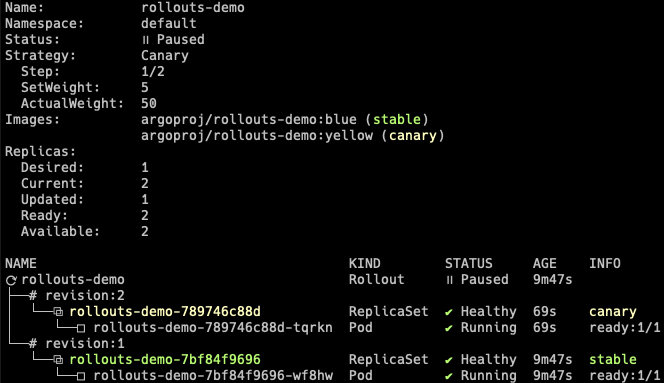 Name: rollouts-demo
Namespace: default
Status: ॥ Paused
Strategy: Canary
Step: 1/2
SetWeight: 5
ActualWeight: 50
Images: argoproj/rollouts-demo:blue (stable)
argoproj/rollouts-demo:yellow (canary)
Replicas:
Desired: 1
Current: 2
Updated: 1
Ready: 2
Available: 2
NAME KIND STATUS AGE INFO
⟳ rollouts-demo Rollout ॥ Paused 9m47s
├──# revision:2
│ └──⧉ rollouts-demo-789746c88d ReplicaSet ✔ Healthy 69s canary
│ └──□ rollouts-demo-789746c88d-tqrkn Pod ✔ Running 69s ready:1/1
└──# revision:1
└──⧉ rollouts-demo-7bf84f9696 ReplicaSet ✔ Healthy 9m47s stable
└──□ rollouts-demo-7bf84f9696-wf8hw Pod ✔ Running 9m47s ready:1/1